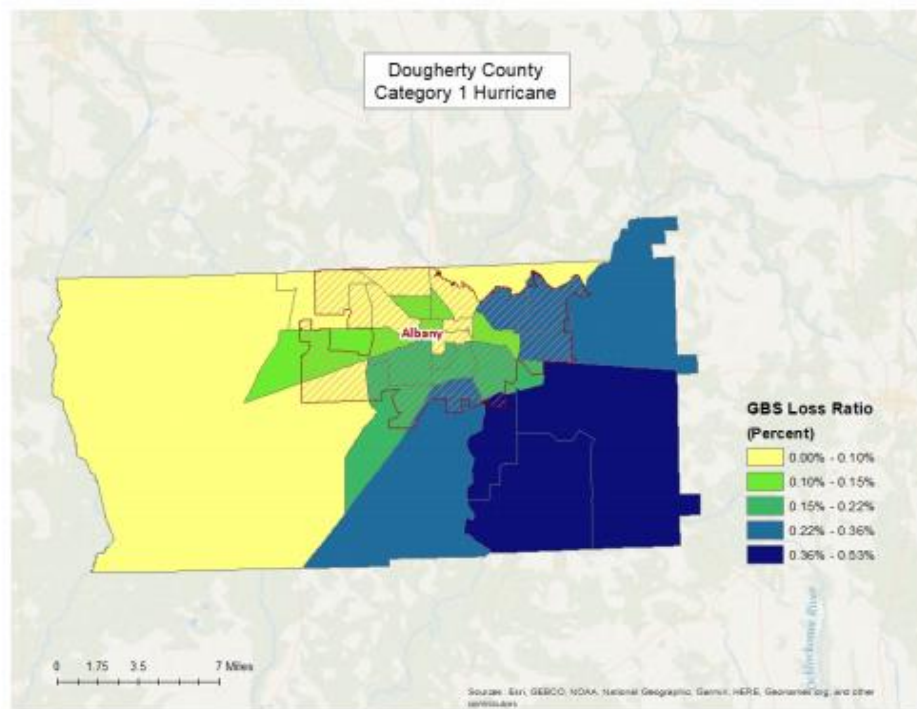 Dougherty County
Category 1 Hurricane
Albany
GBS Loss Ratio
(Percent)
0.00% - 0.10%
0.10% - 0.15%
0.15% - 0.22%
0.22% - 0.36%
0.36% - 0.53%
0 1.75 3.5 7 Miles
Sources: Esri, GEBCO, NOAA, National Geographic, Garmin, HERE, Geonames.org, and other
contributors
River